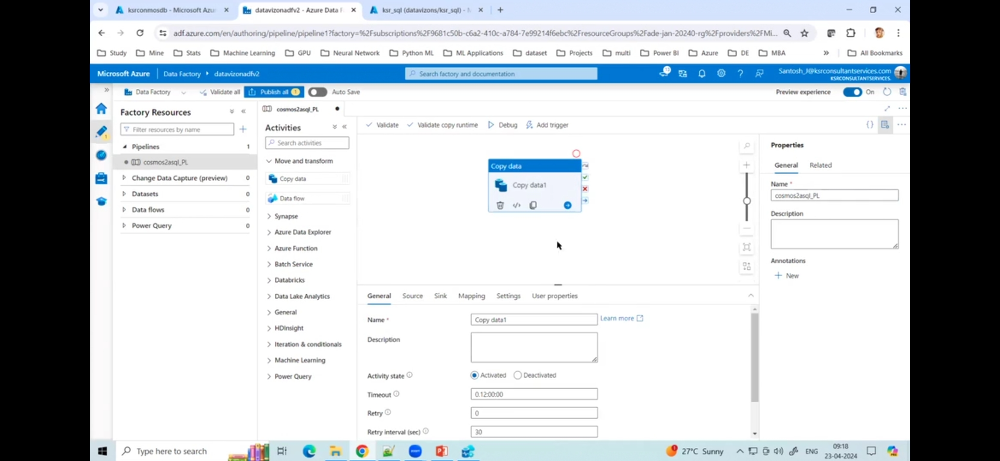 ksrconmosdb - Microsoft Azur
datavizonadfv2 - Azure Data F
ksr_sql (datavizons/ksr_sql) - M
adf.azure.com/en/authoring/pipeline/pipeline1?factory=%2Fsubscriptions%2F9681c50b-c6a2-410c-a784-7e99214f6ebc%2FresourceGroups%2Fade-jan-20240-rg%2Fproviders%2FMi...
Study Mine Stats Machine Learning GPU Neural Network Python ML ML Applications dataset Projects multi Power BI Azure DE MBA » All Bookmarks
Microsoft Azure Data Factory datavizonadfv2
Search factory and documentation
13
Santosh_J@ksrconsultantservices.com
KSRCONSULTANTSERVICES.
Data Factory Validate all Publish all 1 Auto Save
Preview experience On
1
Factory Resources
Filter resources by name
Pipelines 1
cosmos2asql_PL
Change Data Capture (preview) 0
Datasets 0
Data flows 0
Power Query 0
cosmos2asql_PL
Activities
Search activities
Move and transform
Copy data
Data flow
Synapse
Azure Data Explorer
Azure Function
Batch Service
Databricks
Data Lake Analytics
General
HDInsight
Iteration & conditionals
Machine Learning
Power Query
Validate Validate copy runtime Debug Add trigger
Copy data
Copy data1
General Source Sink Mapping Settings User properties
Name *
Copy data1
Learn more
Description
Activity state
Activated Deactivated
Timeout
0.12:00:00
Retry
0
Retry interval (sec)
30
Properties
General Related
Name *
cosmos2asql_PL
Description
Annotations
New
Type here to search
zoom
1
27°C Sunny
ENG
09:18
23-04-2024